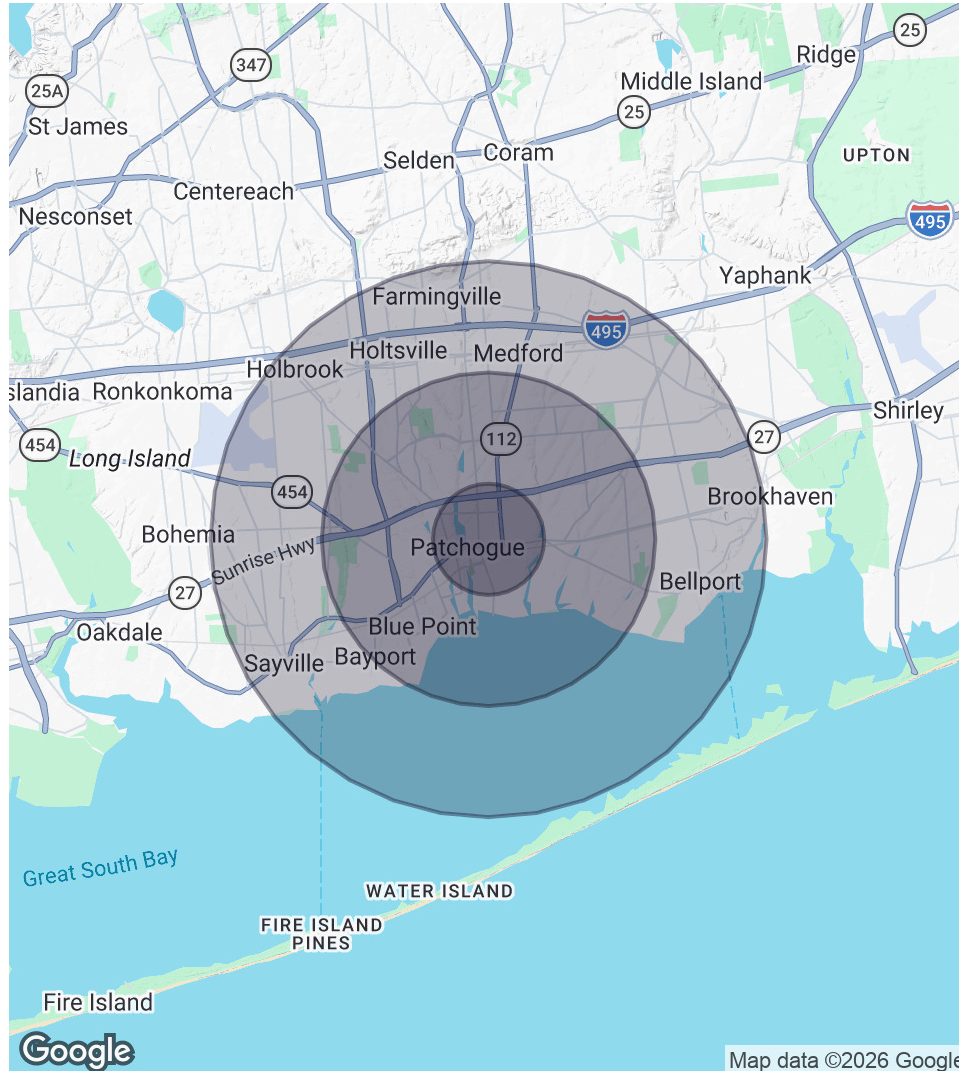 25
347
Ridge
25A
Middle Island
25
St James
Coram
Selden
UPTON
Centereach
Nesconset
495
Yaphank
Farmingville
495
Holtsville
Medford
Holbrook
slandia
Ronkonkoma
Shirley
112
27
454
Long Island
454
Brookhaven
Bohemia
Sunrise Hwy
Patchogue
27
Bellport
Oakdale
Blue Point
Bayport
Sayville
Great South Bay
WATER ISLAND
FIRE ISLAND
PINES
Fire Island
Google
Map data ©2026 Google